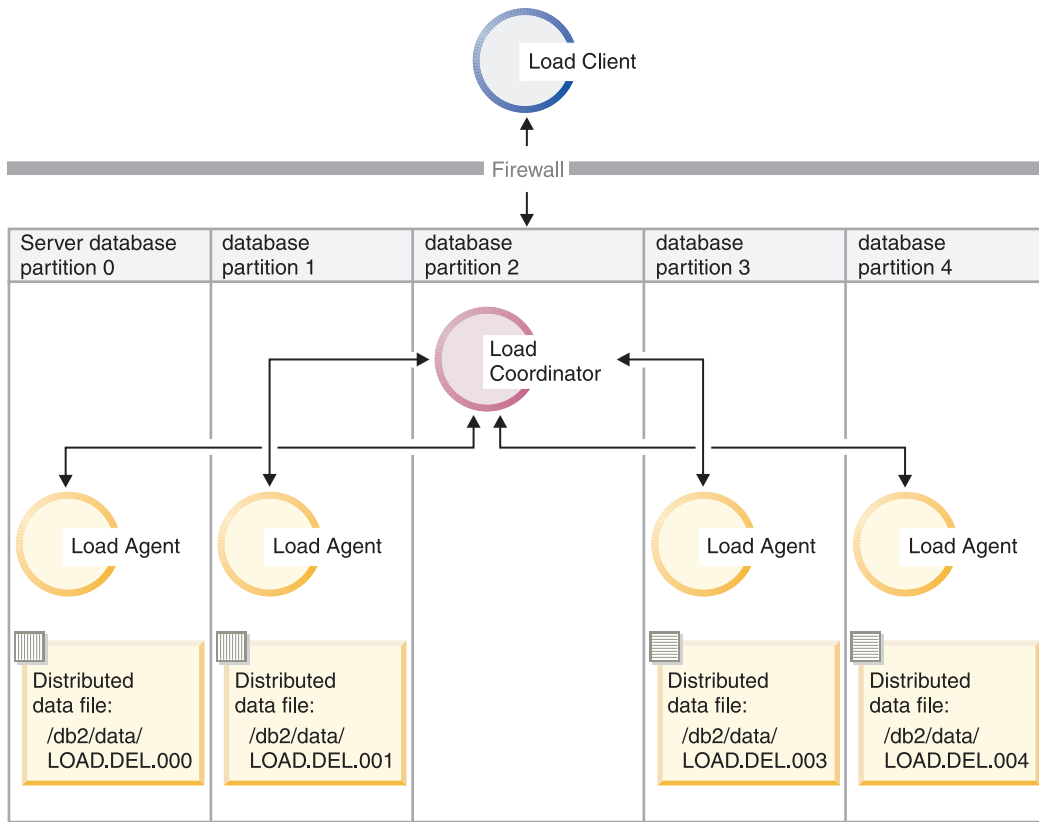 Load Client
Firewall
Server database
partition 0
database
partition 1
database
partition 2
database
partition 3
database
partition 4
Load
Coordinator
Load Agent
Load Agent
Load Agent
Load Agent
Distributed
data file:
/db2/data/
LOAD.DEL.000
Distributed
data file:
/db2/data/
LOAD.DEL.001
Distributed
data file:
/db2/data/
LOAD.DEL.003
Distributed
data file:
/db2/data/
LOAD.DEL.004